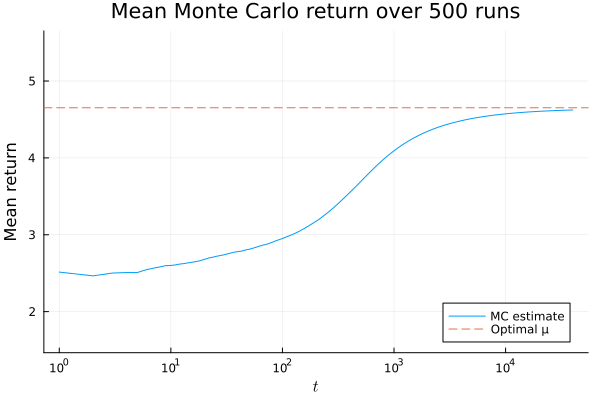 Mean Monte Carlo return over 500 runs
Mean return
5
4
3
2
MC estimate
Optimal μ
10⁰ 10¹ 10² 10³ 10⁴
t